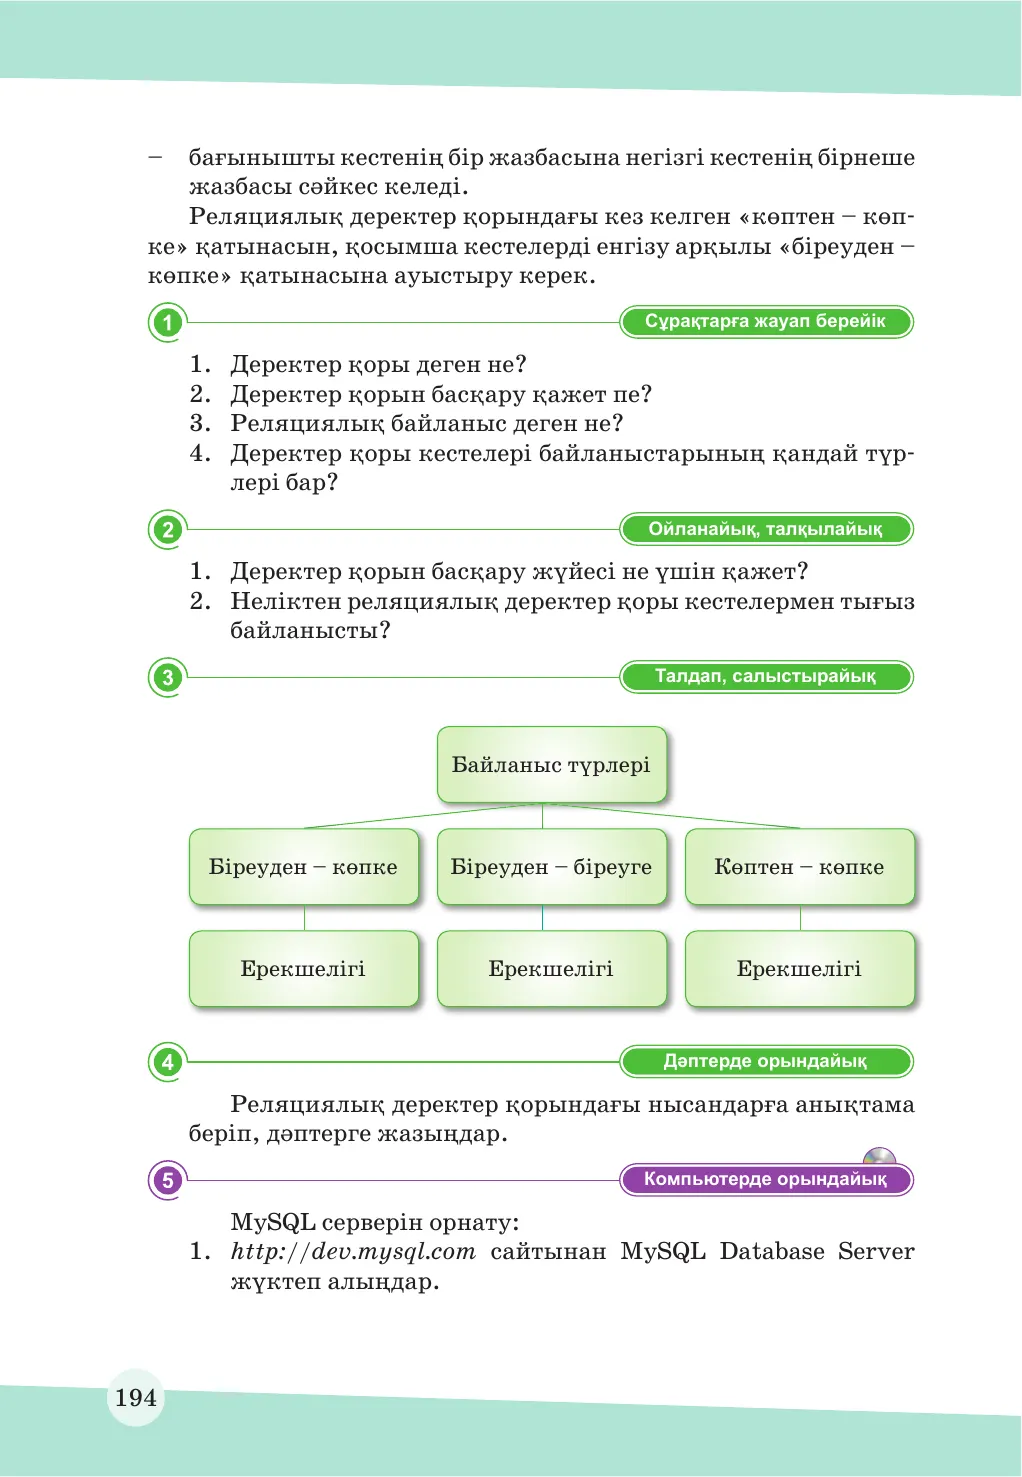 – бағынышты кестенің бір жазбасына негізгі кестенің бірнеше
жазбасы сәйкес келеді.
Реляциялық деректер қорындағы кез келген «көптен – көп-
ке» қатынасын, қосымша кестелерді енгізу арқылы «біреуден –
көпке» қатынасына ауыстыру керек.
1 Сұрақтарға жауап берейік
1. Деректер қоры деген не?
2. Деректер қорын басқару қажет пе?
3. Реляциялық байланыс деген не?
4. Деректер қоры кестелері байланыстарының қандай түр-
лері бар?
2 Ойланайық, талқылайық
1. Деректер қорын басқару жүйесі не үшін қажет?
2. Неліктен реляциялық деректер қоры кестелермен тығыз
байланысты?
3 Талдап, салыстырайық
Байланыс түрлері
Біреуден – көпке Біреуден – біреуге Көптен – көпке
Ерекшелігі Ерекшелігі Ерекшелігі
4 Дәптерде орындайық
Реляциялық деректер қорындағы нысандарға анықтама
беріп, дәптерге жазыңдар.
5 Компьютерде орындайық
MySQL серверін орнату:
1. http://dev.mysql.com сайтынан MySQL Database Server
жүктеп алыңдар.
194